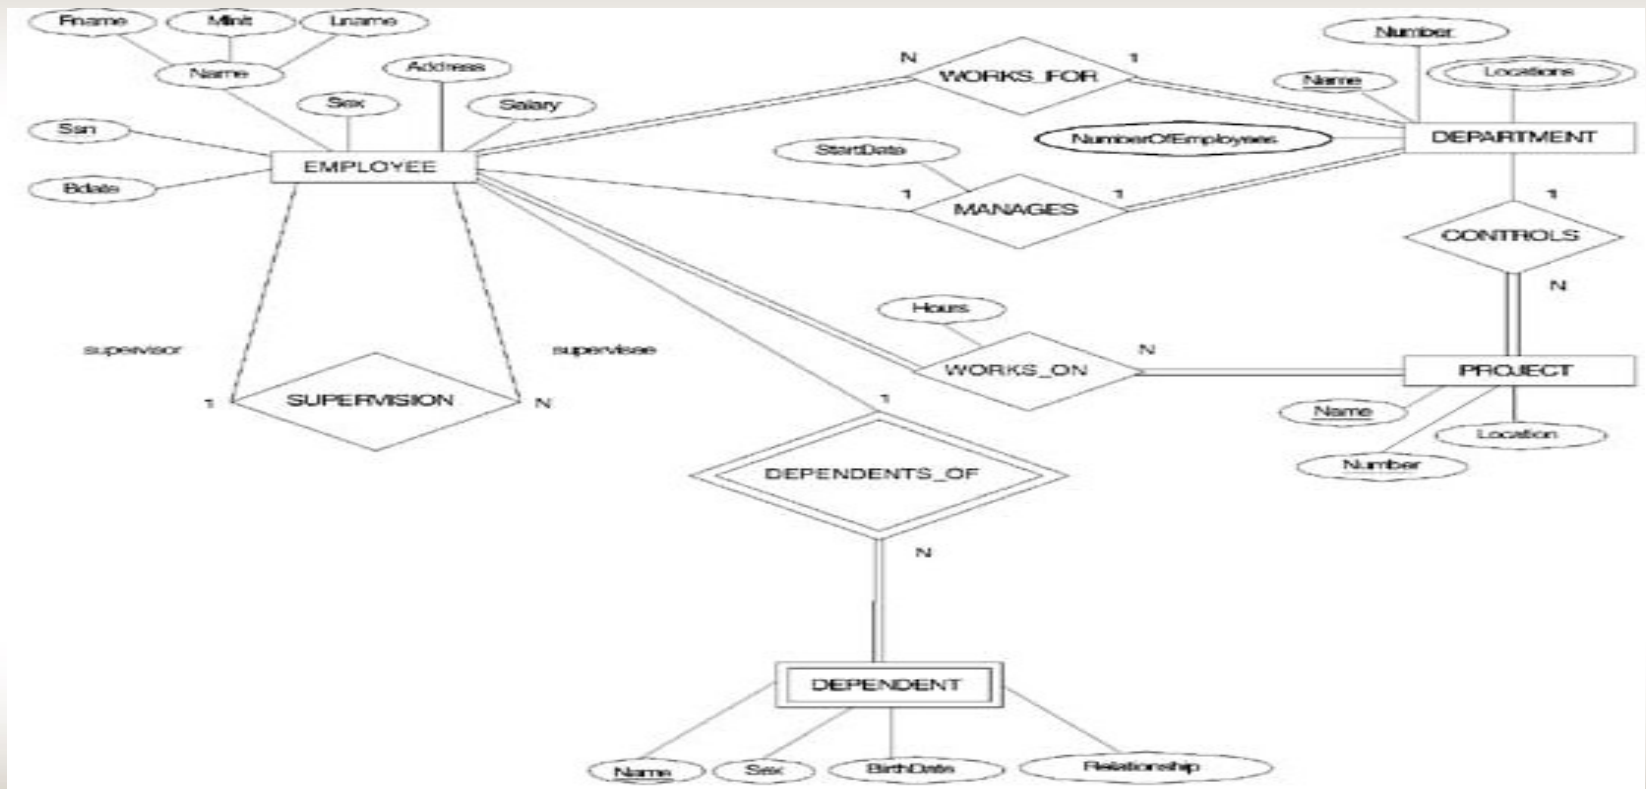 Fname
Minit
Lname
Number
N
1
Name
Address
WORKS_FOR
Name
Locations
Sex
Salary
Ssn
NumberOfEmployees
DEPARTMENT
StartDate
EMPLOYEE
Bdate
1
1
1
MANAGES
CONTROLS
N
Hours
supervisor
supervisee
N
WORKS_ON
PROJECT
1
SUPERVISION
N
1
Name
Location
Number
DEPENDENTS_OF
N
DEPENDENT
Name
Sex
BirthDate
Relationship